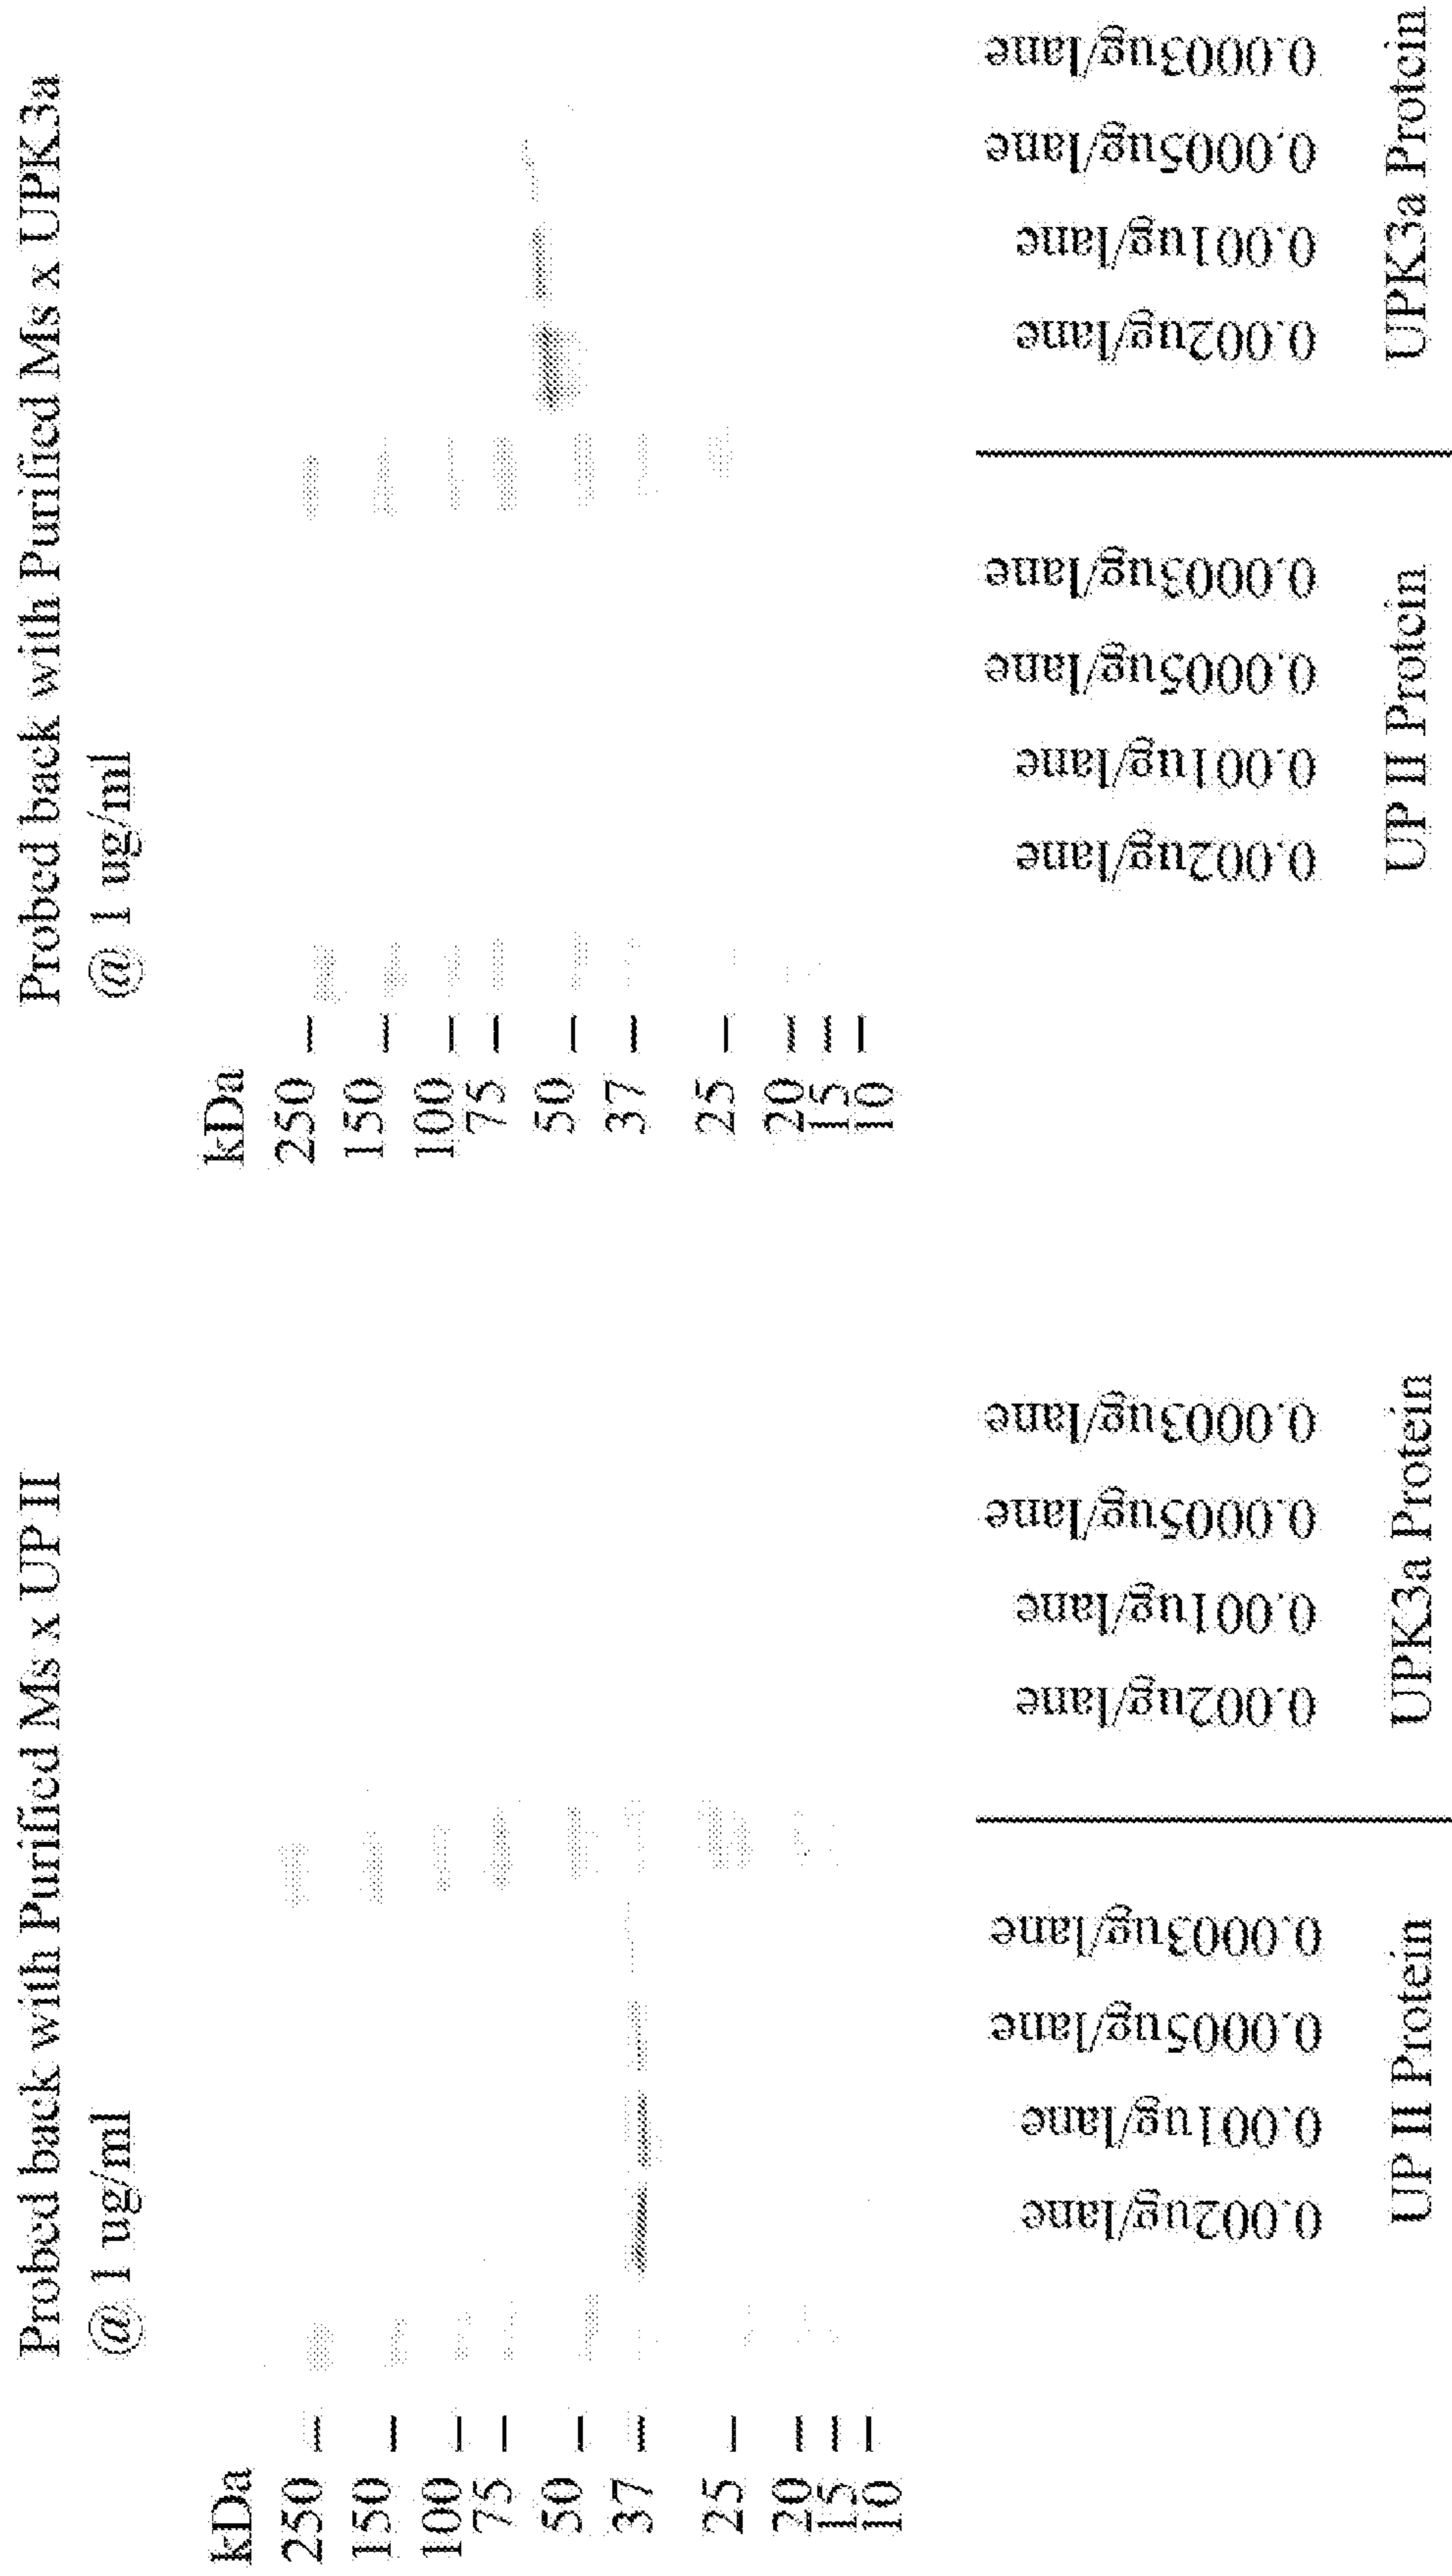 Probed back with Purified Ms x UP II
@ 1 ug/ml
kDa
250
150
100
75
50
37
25
20
15
10
0.002ug/lane
0.001ug/lane
0.0005ug/lane
0.0003ug/lane
0.002ug/lane
0.001ug/lane
0.0005ug/lane
0.0003ug/lane
UP II Protein
UPK3a Protein
Probed back with Purified Ms x UPK3a
@ 1 ug/ml
kDa
250
150
100
75
50
37
25
20
15
10
0.002ug/lane
0.001ug/lane
0.0005ug/lane
0.0003ug/lane
0.002ug/lane
0.001ug/lane
0.0005ug/lane
0.0003ug/lane
UP II Protein
UPK3a Protein